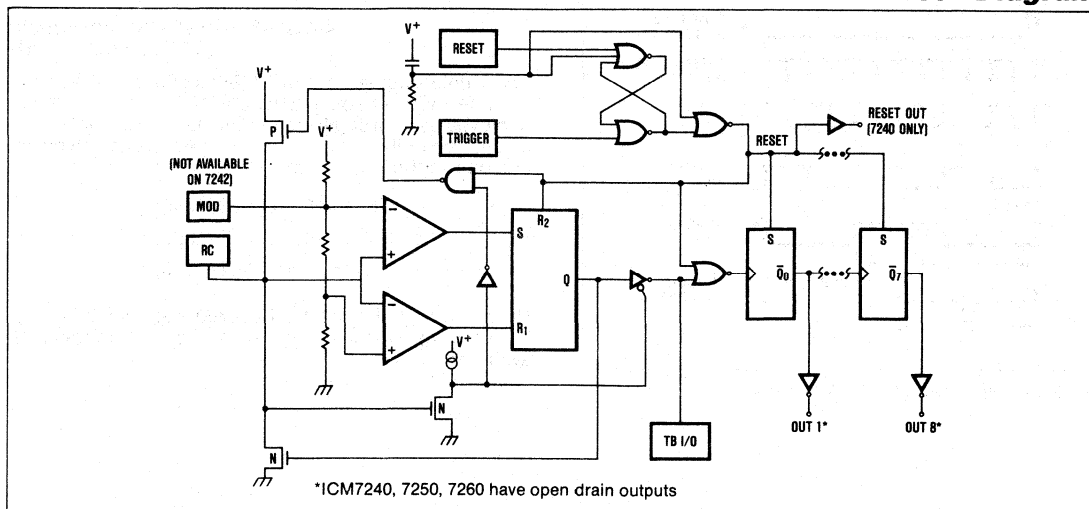 V+
RESET
V+
P
V+
TRIGGER
RESET
RESET OUT
(7240 ONLY)
(NOT AVAILABLE
ON 7242)
MOD
RC
−
+
−
+
S
R2
R1
Q
S
Q̅0
S
Q̅7
V+
N
N
TB I/O
OUT 1*
OUT 8*
*ICM7240, 7250, 7260 have open drain outputs